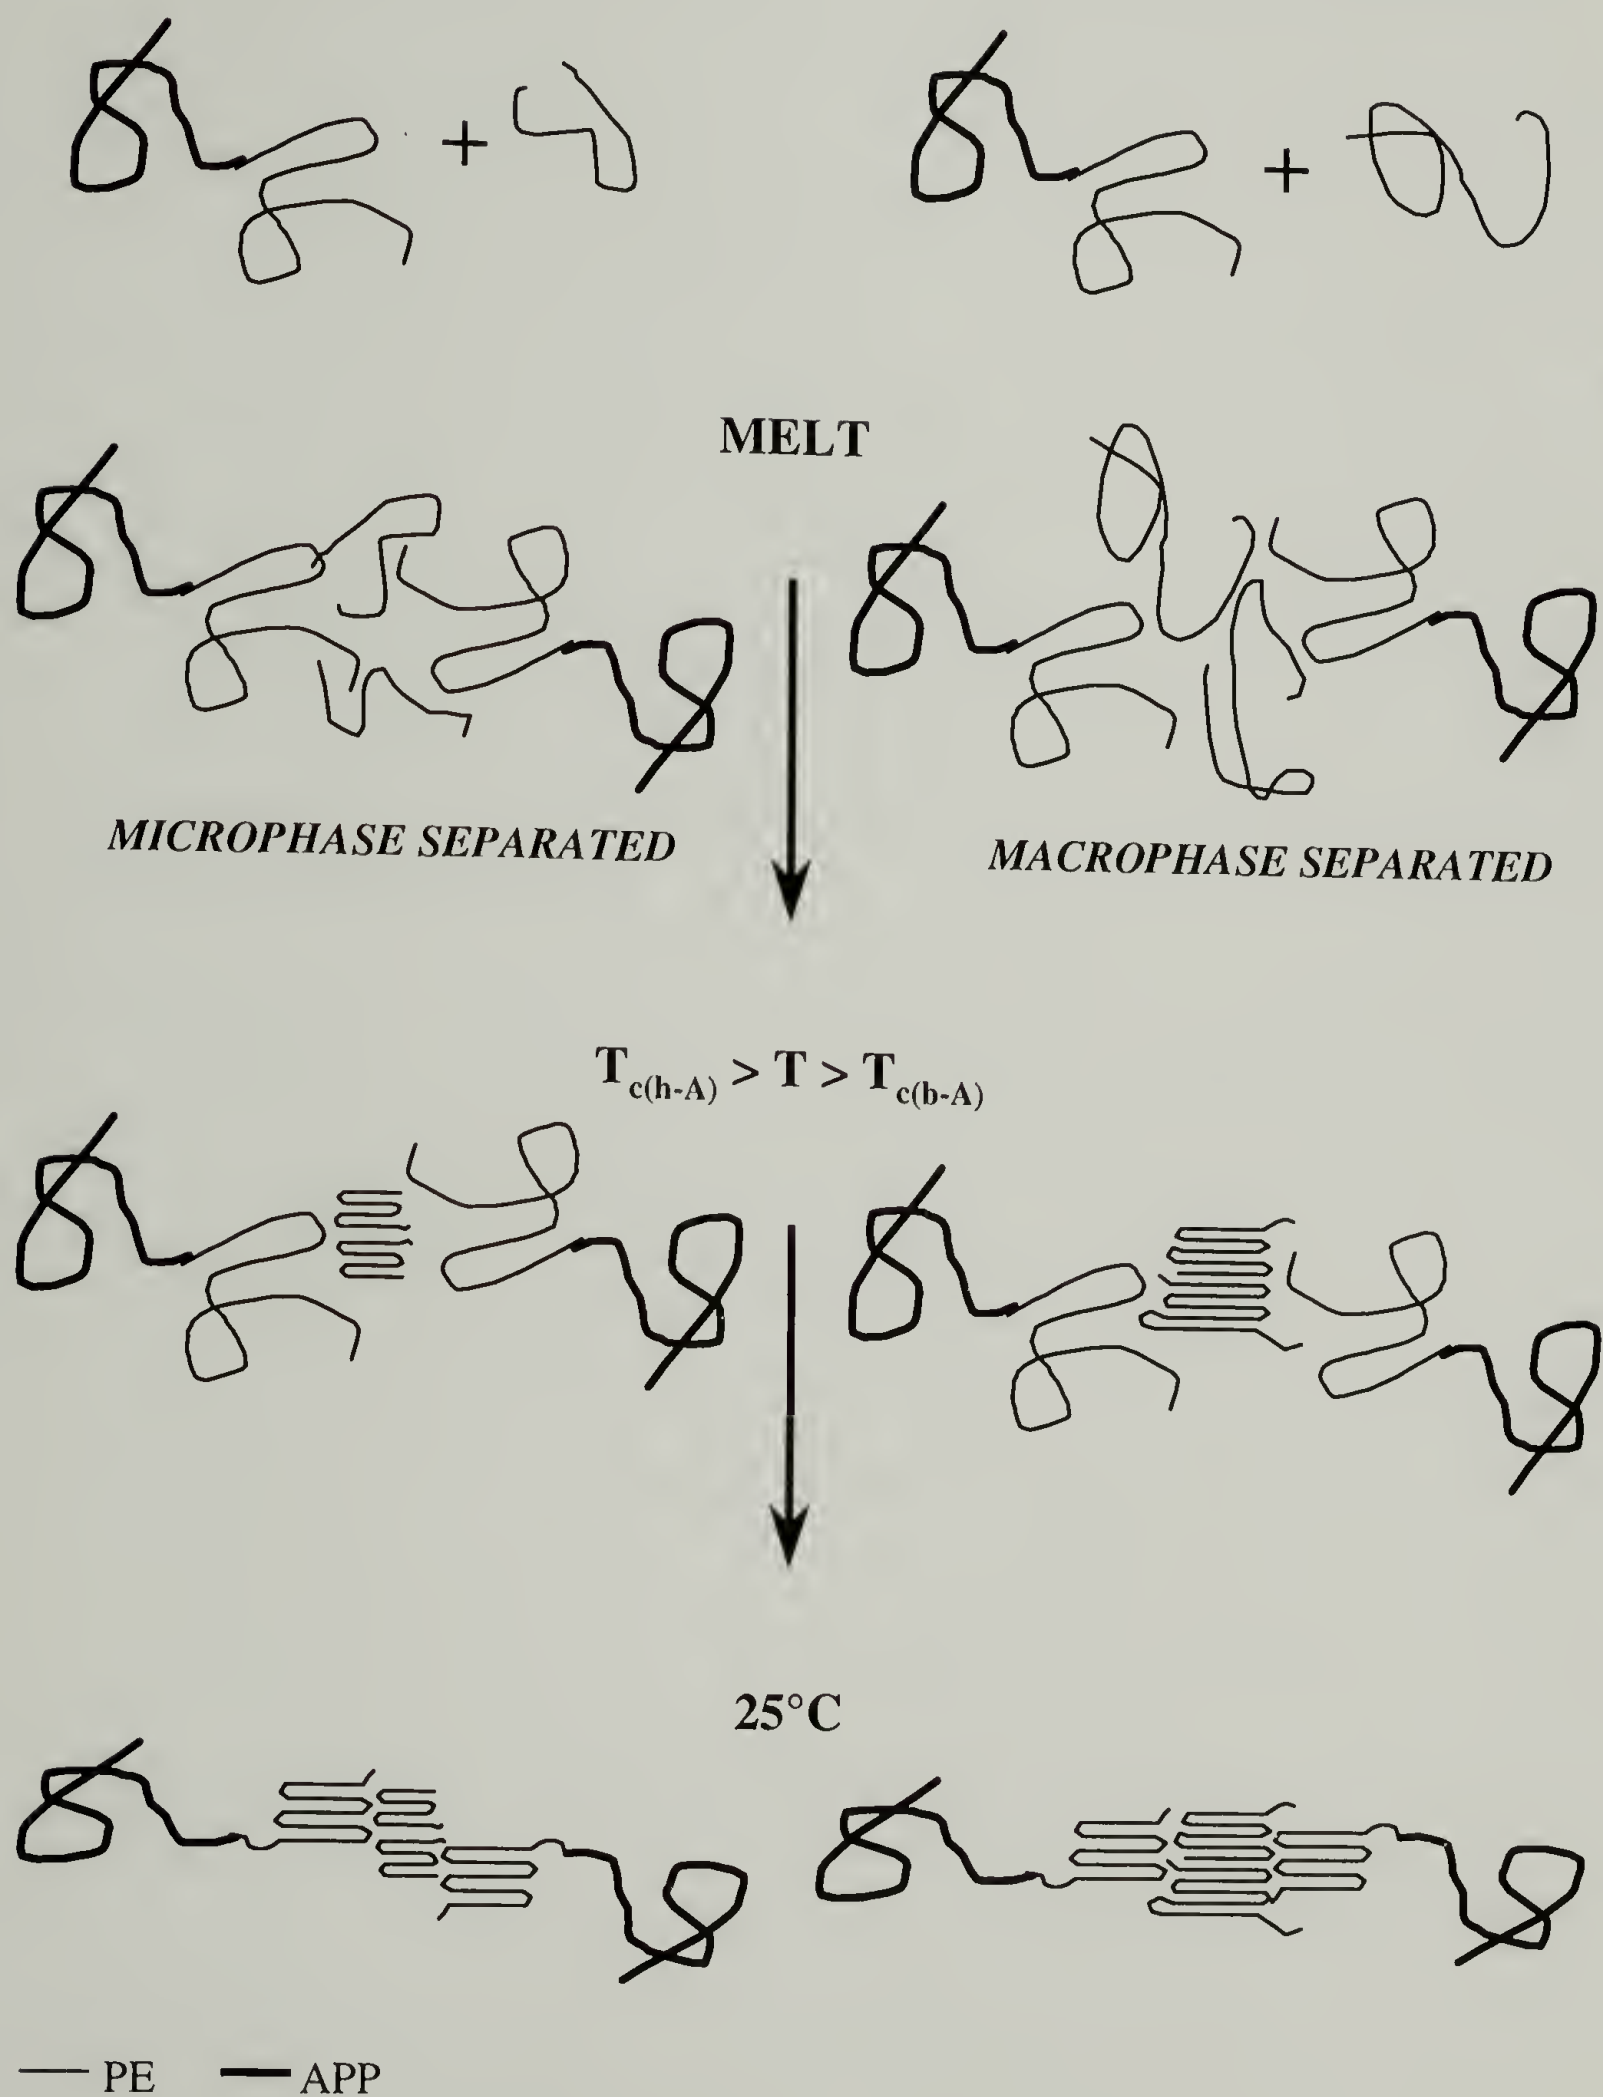 + +
MELT
MICROPHASE SEPARATED
MACROPHASE SEPARATED
T_c(h-A) > T > T_c(b-A)
25°C
PE APP